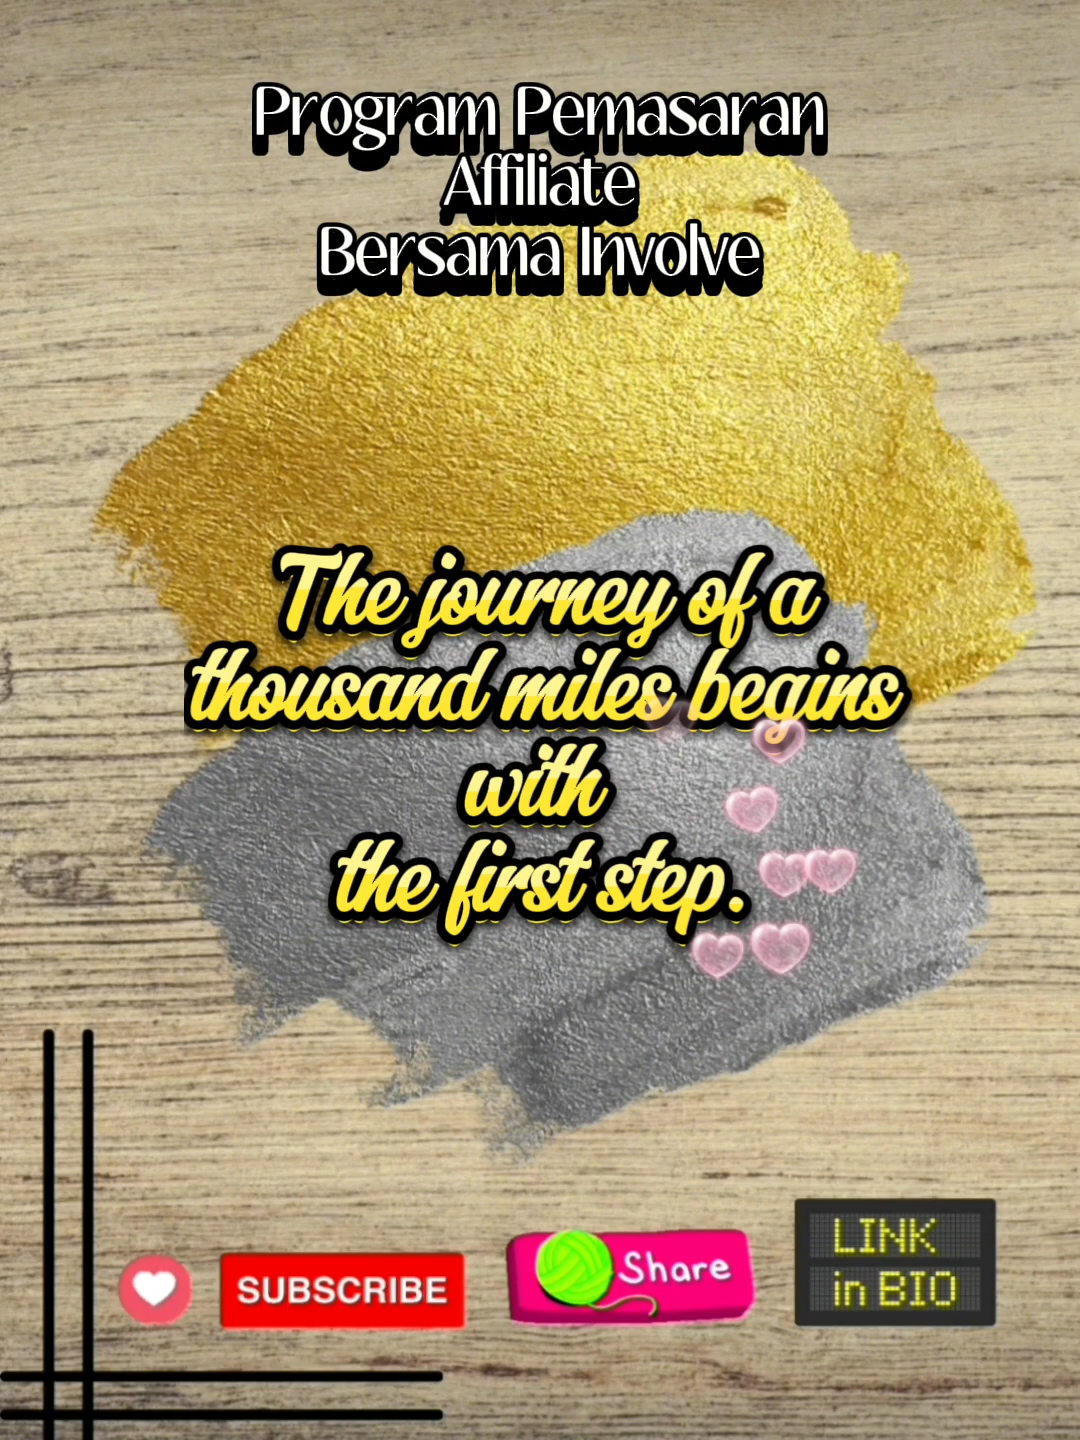 Program Pemasaran
Affiliate
Bersama Involve
The journey of a
thousand miles begins
with
the first step.
SUBSCRIBE
Share
LINK
in BIO